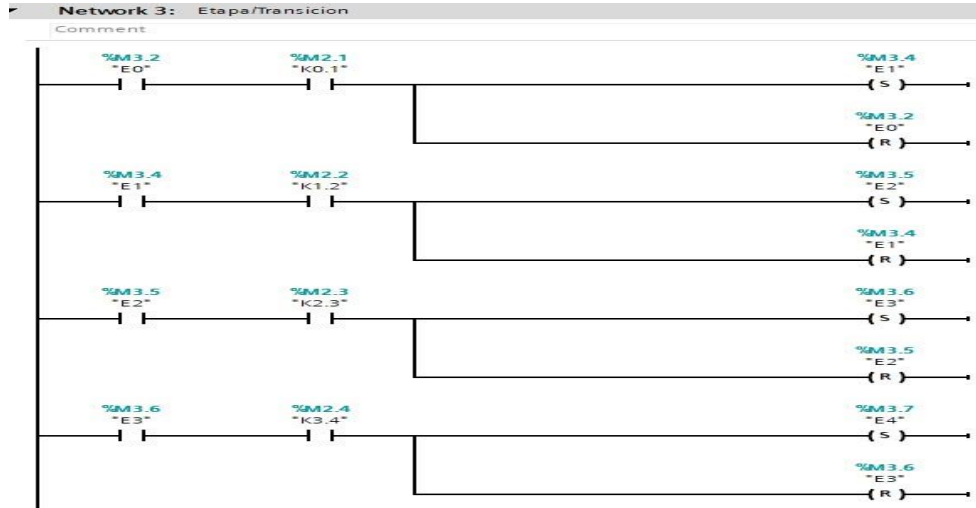 Network 3: Etapa/Transicion
Comment
%M3.2 %M2.1 %M3.4
"E0" "K0.1" "E1"
S
%M3.2
"E0"
R
%M3.4 %M2.2 %M3.5
"E1" "K1.2" "E2"
S
%M3.4
"E1"
R
%M3.5 %M2.3 %M3.6
"E2" "K2.3" "E3"
S
%M3.5
"E2"
R
%M3.6 %M2.4 %M3.7
"E3" "K3.4" "E4"
S
%M3.6
"E3"
R